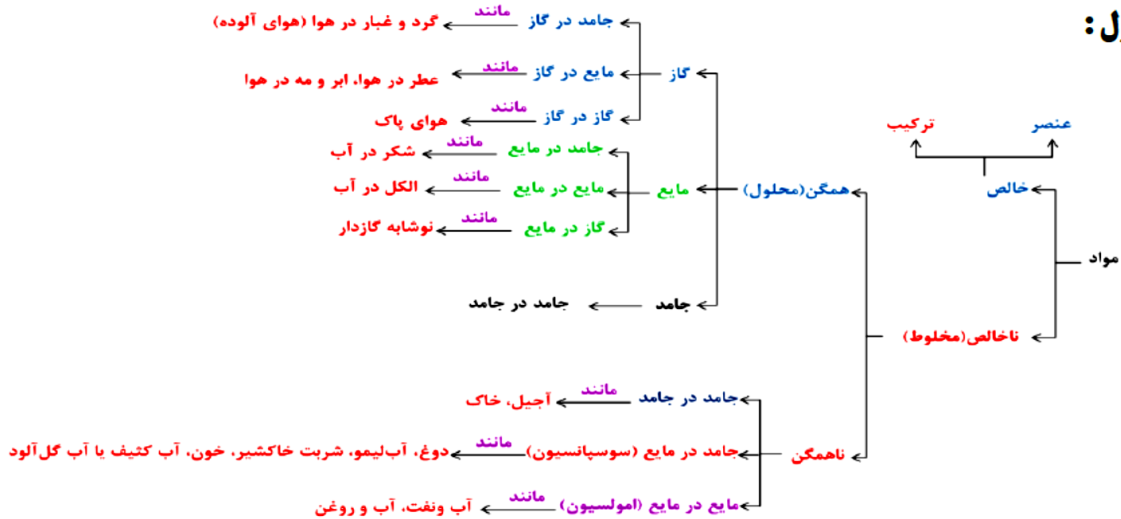 ل:
مواد
خالص
عنصر
ترکیب
ناخالص(مخلوط)
همگن(محلول)
گاز
جامد در گاز مانند گرد و غبار در هوا (هوای آلوده)
مایع در گاز مانند عطر در هوا، ابر و مه در هوا
گاز در گاز مانند هوای پاک
مایع
جامد در مایع مانند شکر در آب
مایع در مایع مانند الکل در آب
گاز در مایع مانند نوشابه گازدار
جامد
جامد در جامد
ناهمگن
جامد در جامد مانند آجیل، خاک
جامد در مایع (سوسپانسیون) مانند دوغ، آب‌لیمو، شربت خاکشیر، خون، آب کثیف یا آب گل‌آلود
مایع در مایع (امولسیون) مانند آب ونفت، آب و روغن